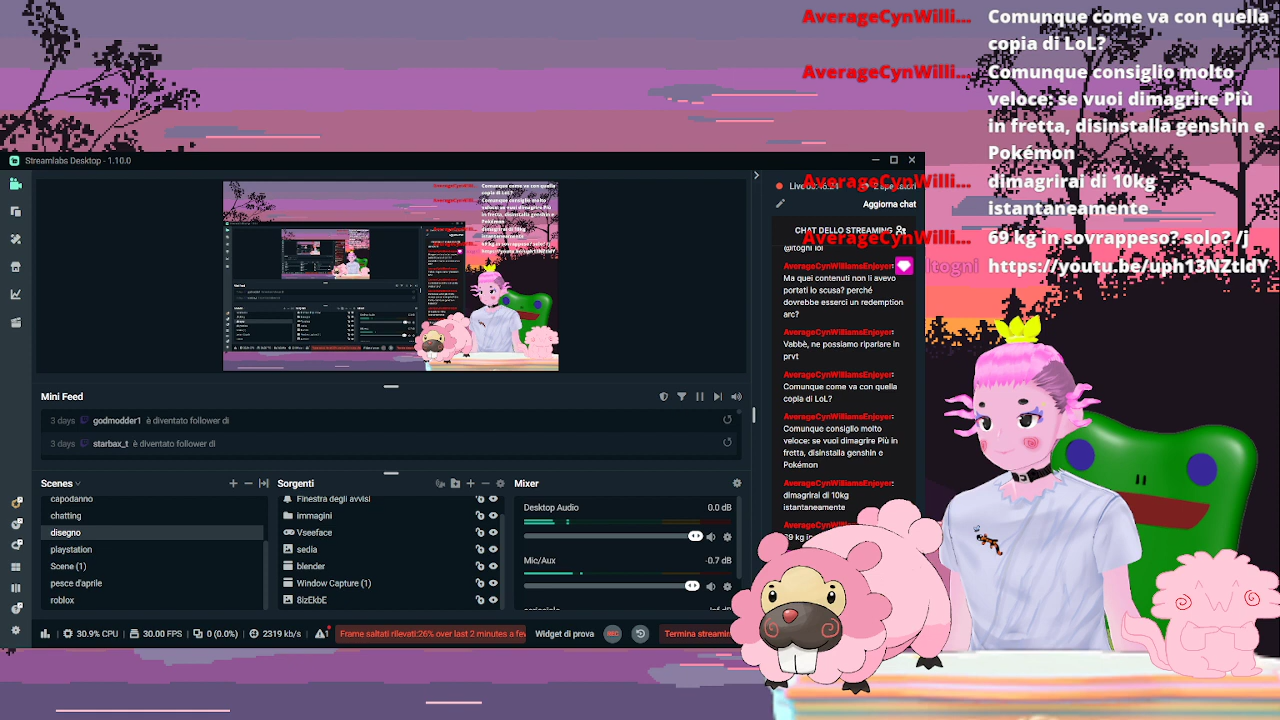 AverageCynWilli... Comunque come va con quella
copia di LoL?
AverageCynWilli... Comunque consiglio molto
veloce: se vuoi dimagrire Più
in fretta, disinstalla genshin e
Pokémon
AverageCynWilli... dimagrirai di 10kg
istantaneamente
AverageCynWilli... 69 kg in sovrappeso? solo? /j
ltogni https://youtu.be/uph13NZtldY
Streamlabs Desktop - 1.10.0
Aggiorna chat
CHAT DELLO STREAMING
@togni lol
AverageCynWilliamsEnjoyer:
Ma quei contenuti non li avevo
portati lo scusa? perché
dovrebbe esserci un redemption
arc?
AverageCynWilliamsEnjoyer:
Vabbè, ne possiamo riparlare in
prvt
AverageCynWilliamsEnjoyer:
Comunque come va con quella
copia di LoL?
AverageCynWilliamsEnjoyer:
Comunque consiglio molto
veloce: se vuoi dimagrire Più in
fretta, disinstalla genshin e
Pokémon
AverageCynWilliamsEnjoyer:
dimagrirai di 10kg
istantaneamente
Mini Feed
3 days godmodder1 è diventato follower di
3 days starbax_t è diventato follower di
Scenes
capodanno
chatting
disegno
playstation
Scene (1)
pesce d'aprile
roblox
Sorgenti
Finestra degli avvisi
immagini
Vseeface
sedia
blender
Window Capture (1)
8izEkbE
Mixer
Desktop Audio 0.0 dB
Mic/Aux -0.7 dB
30.9% CPU 30.00 FPS 0 (0.0%) 2319 kb/s 1 Frame saltati rilevati:26% over last 2 minutes a few Widget di prova REC Termina streamin